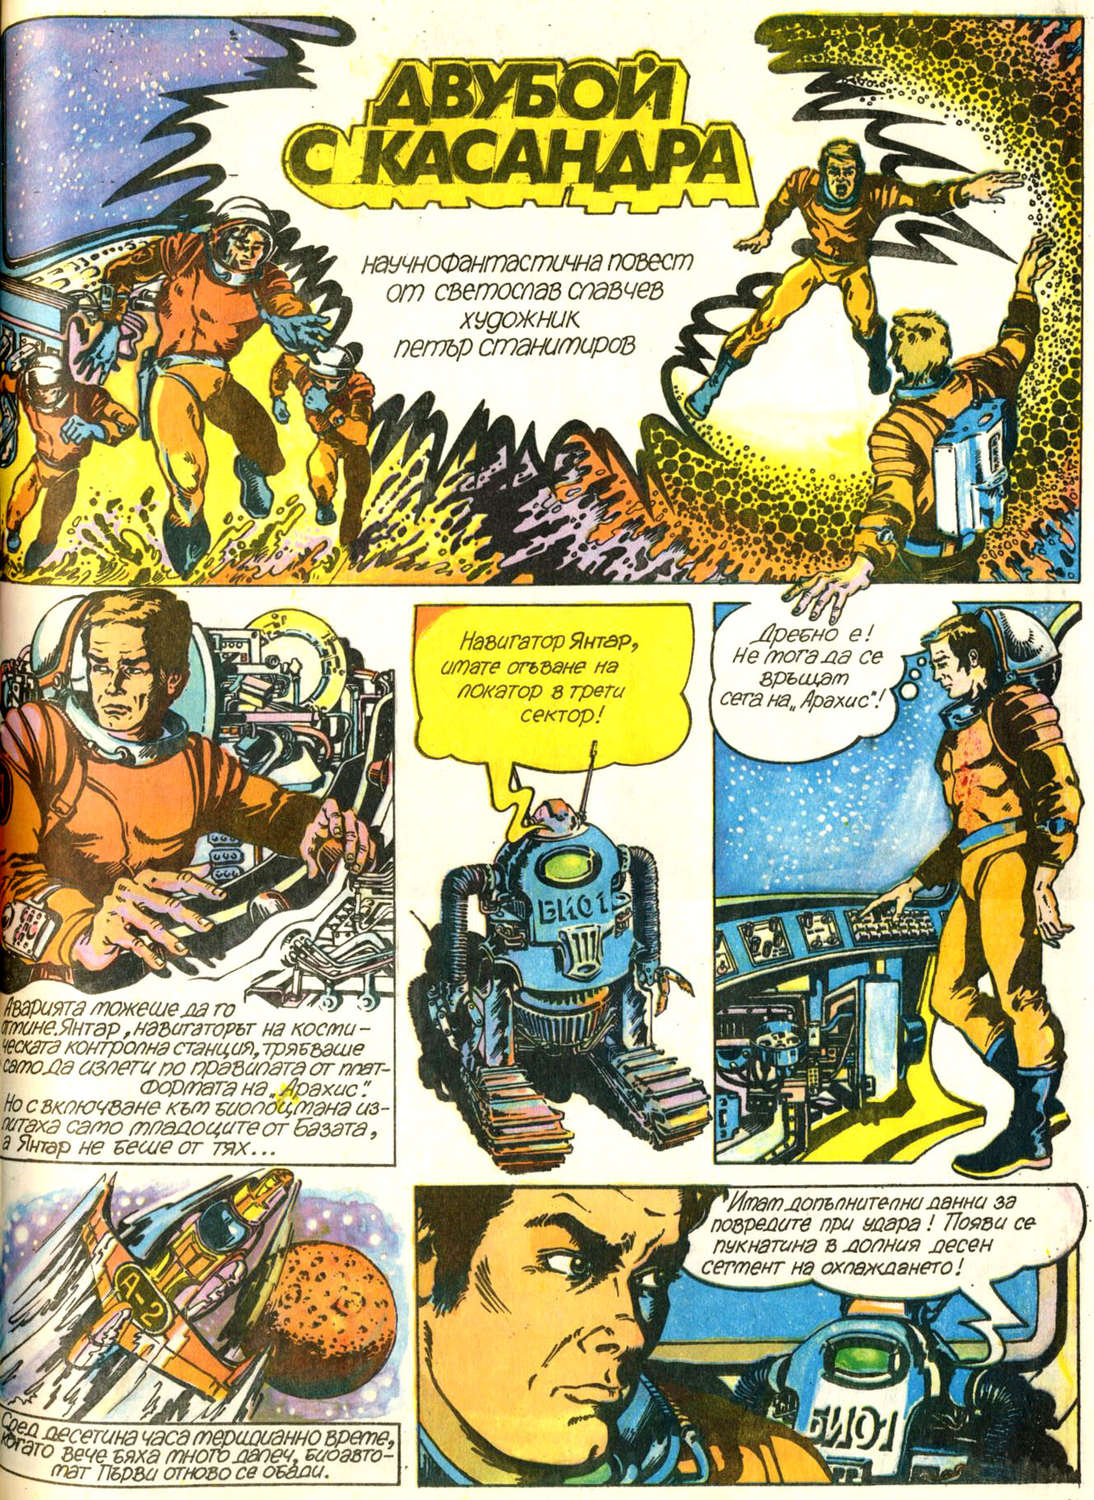 ДВУБОЙ
С КАСАНДРА
научнофантастична повест
от светослав славчев
художник
петър станимиров
Навигатор Янтар,
имате огъване на
локатор в трети
сектор!
БИО1
Дребно е!
Не мога да се
връщам
сега на „Арахис"!
Аварията можеше да го
отмине. Янтар, навигаторът на косми-
ческата контролна станция, трябваше
само да излети по правилата от плат-
формата на „Арахис".
Но с включване към биолоцмана из-
литаха само младоците от Базата,
а Янтар не беше от тях...
А-2
След десетина часа меридианно време,
когато вече бяха много далеч, биоавто-
мат Първи отново се обади.
Имам допълнителни данни за
повредите при удара! Появи се
пукнатина в долния десен
сегмент на охлаждането!
БИО1